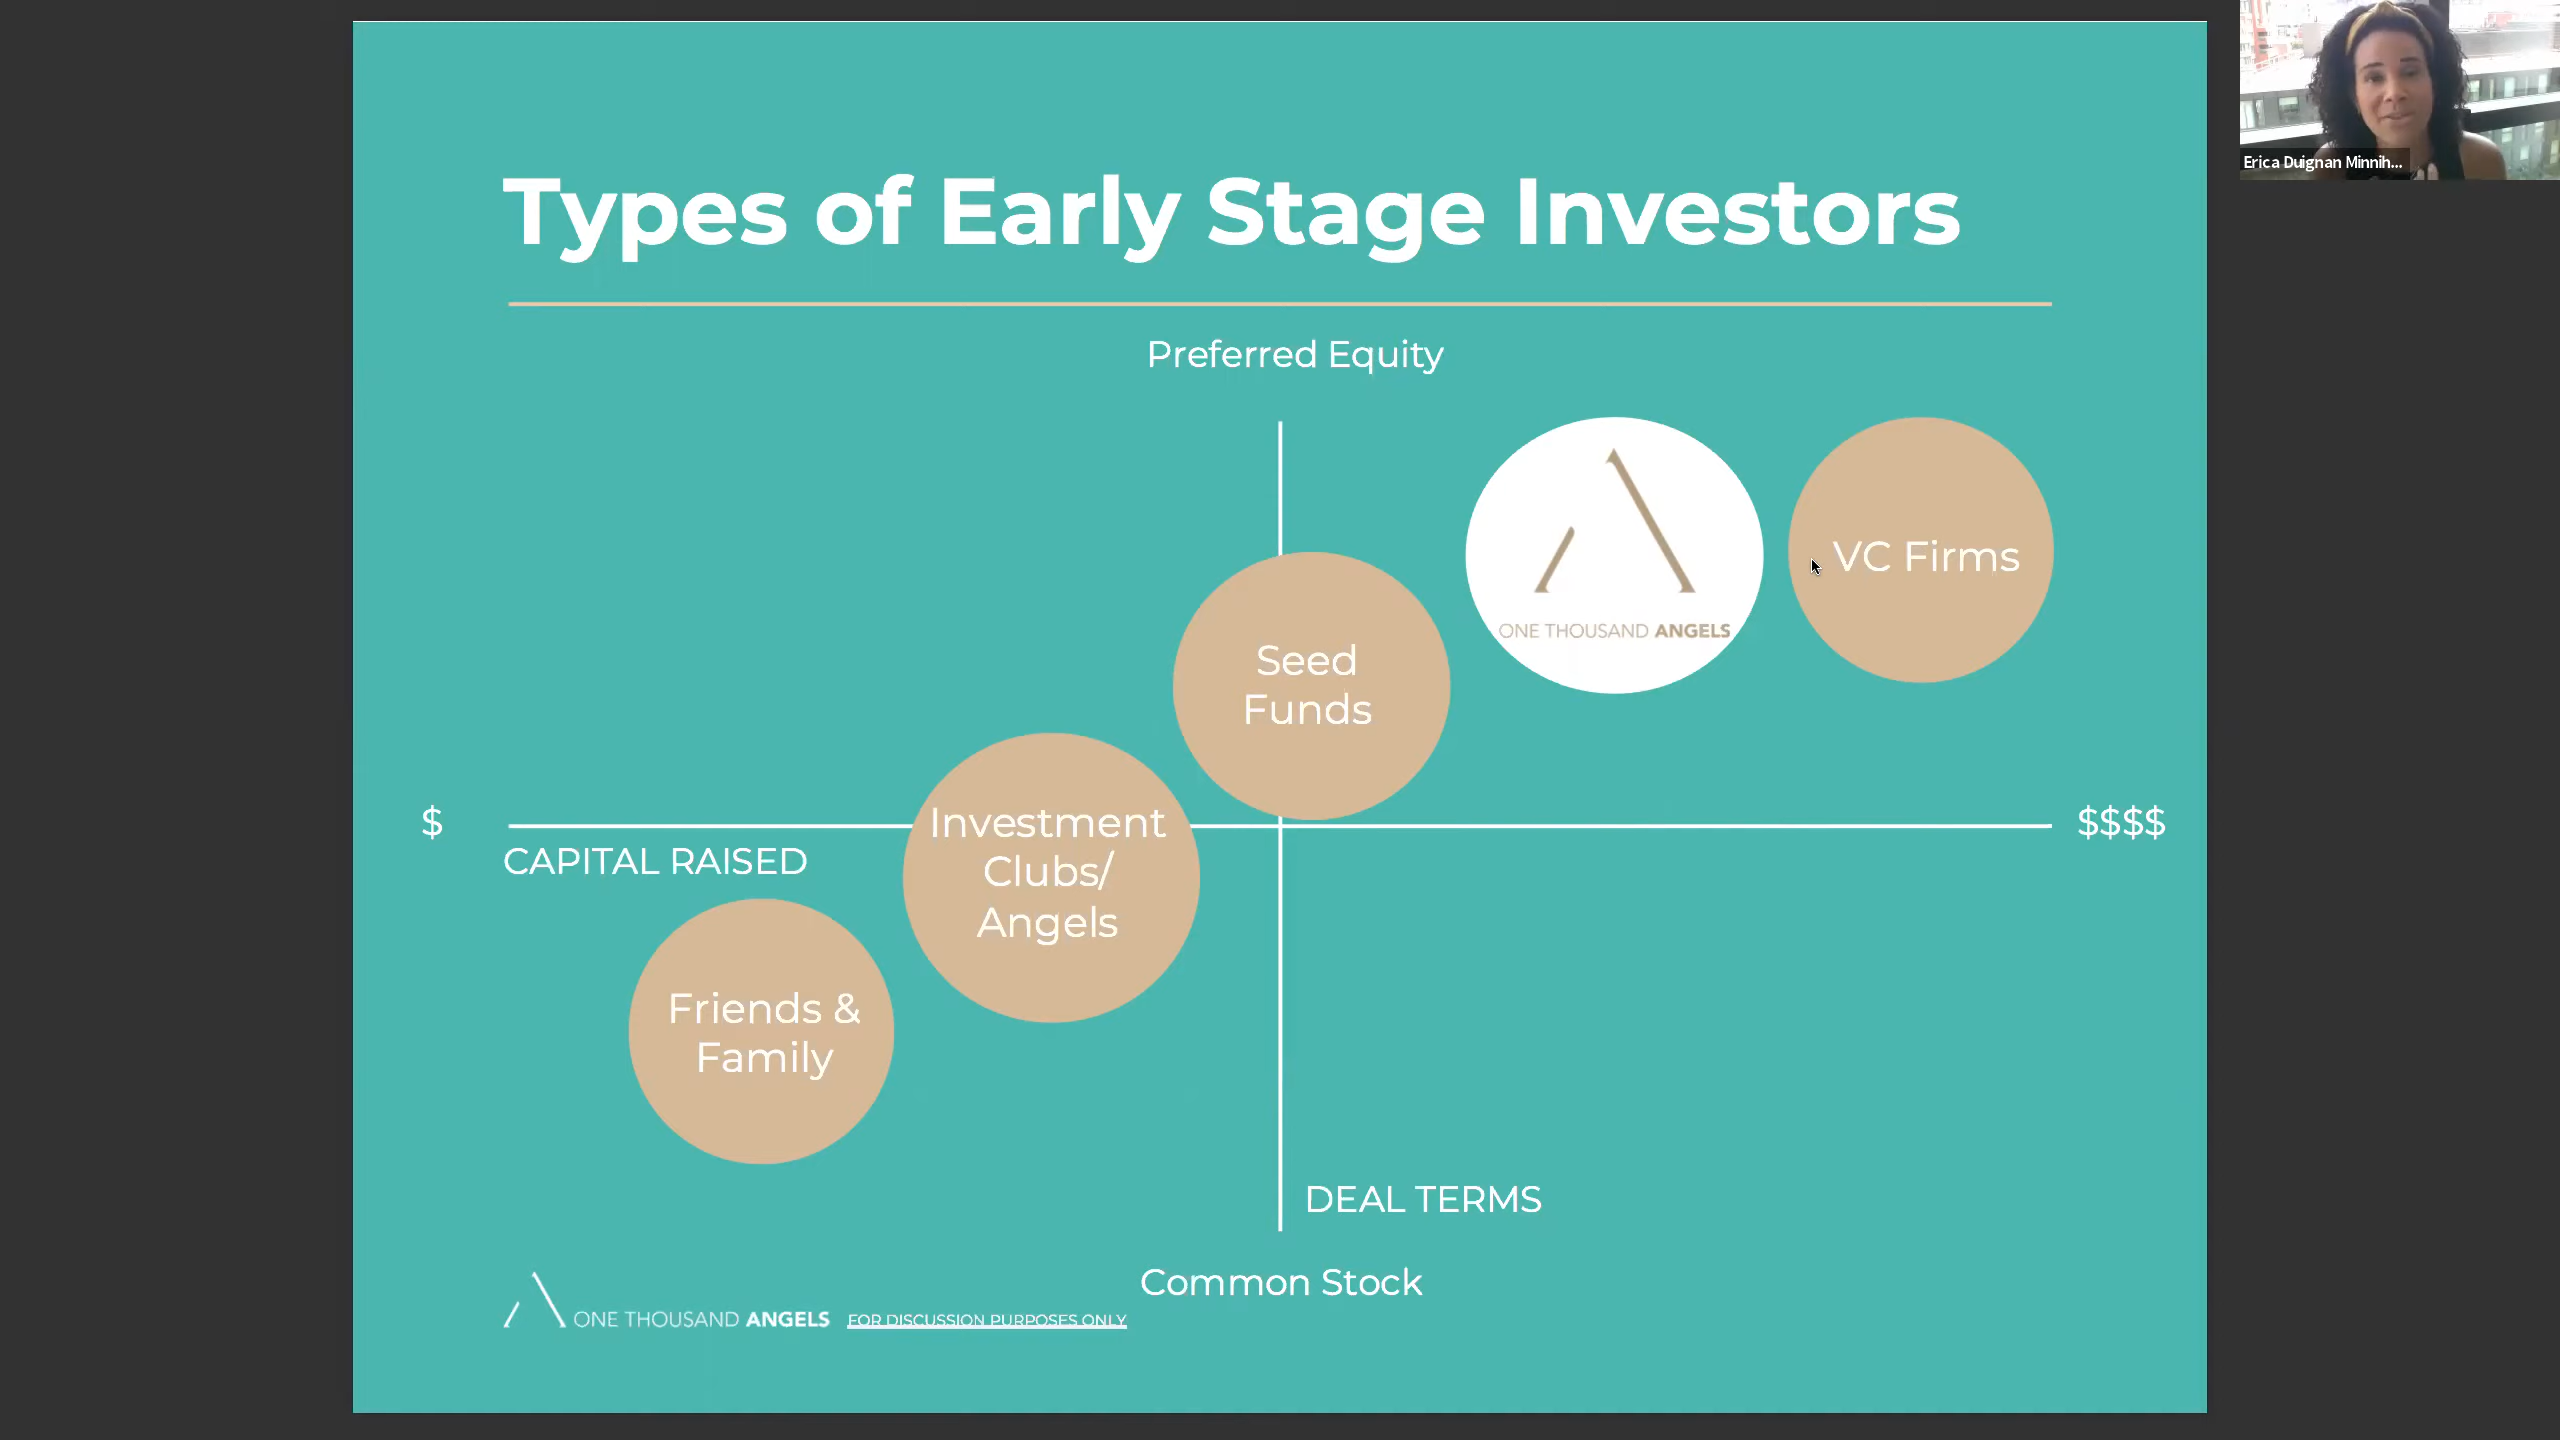 Erica Duignan Minnih...
Types of Early Stage Investors
Preferred Equity
ONE THOUSAND ANGELS
VC Firms
Seed
Funds
$
$$$$
CAPITAL RAISED
Investment
Clubs/
Angels
Friends &
Family
DEAL TERMS
Common Stock
ONE THOUSAND ANGELS
FOR DISCUSSION PURPOSES ONLY